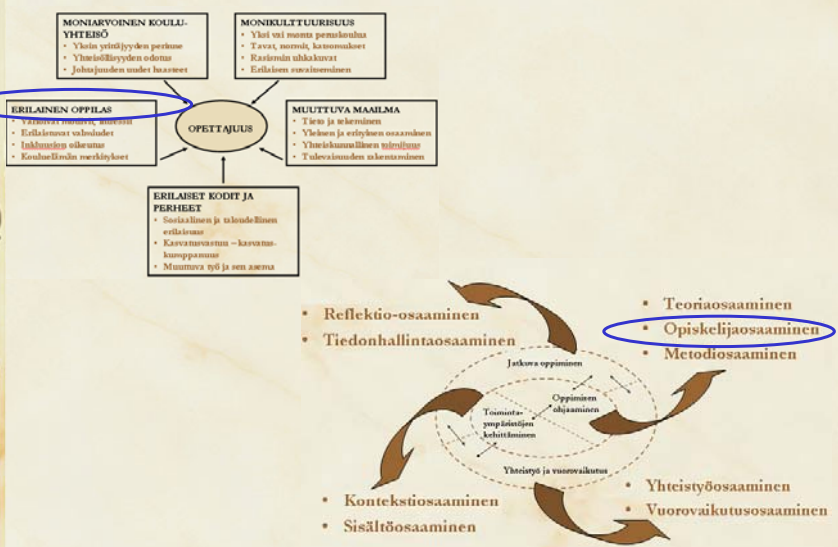 MONIARVOINEN KOULU-
YHTEISÖ
• Yksin yrittäjyyden perinne
• Yhteisöllisyyden odotus
• Johtajuuden uudet haasteet
MONIKULTTUURISUUS
• Yksi vai monta peruskoulua
• Tavat, normit, katsomukset
• Rasismin uhkakuvat
• Erilaisen suvaitseminen
ERILAINEN OPPILAS
• Erilaistuvat valmiudet
• Inkluusion oikeutus
• Kouluelämän merkitykset
OPETTAJUUS
MUUTTUVA MAAILMA
• Tieto ja tekeminen
• Yleinen ja erityinen osaaminen
• Yhteiskunnallinen toimijuus
• Tulevaisuuden rakentaminen
ERILAISET KODIT JA
PERHEET
• Sosiaalinen ja taloudellinen
erilaisuus
• Kasvatusvastuu – kasvatus-
kumppanuus
• Muuttuva työ ja sen asema
• Reflektio-osaaminen
• Tiedonhallintaosaaminen
• Teoriaosaaminen
• Opiskelijaosaaminen
• Metodiosaaminen
Jatkuva oppiminen
Oppimisen
ohjaaminen
Toiminta-
ympäristöjen
kehittäminen
Yhteistyö ja vuorovaikutus
• Kontekstiosaaminen
• Sisältöosaaminen
• Yhteistyöosaaminen
• Vuorovaikutusosaaminen